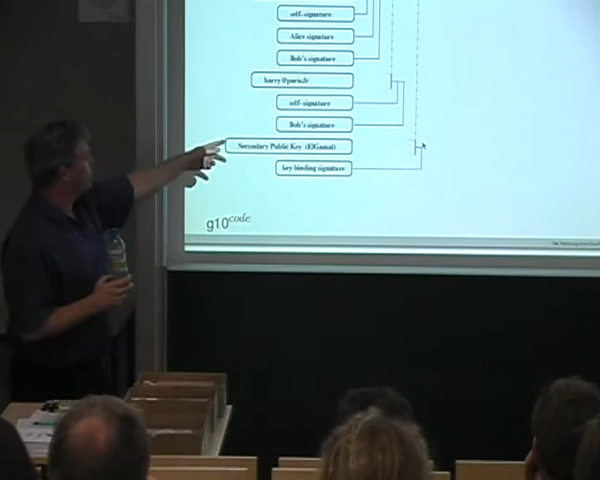 self-signature
Alice signature
Bob's signature
harry@paris.fr
self-signature
Bob's signature
Secondary Public Key (ElGamal)
key binding signature
g10code